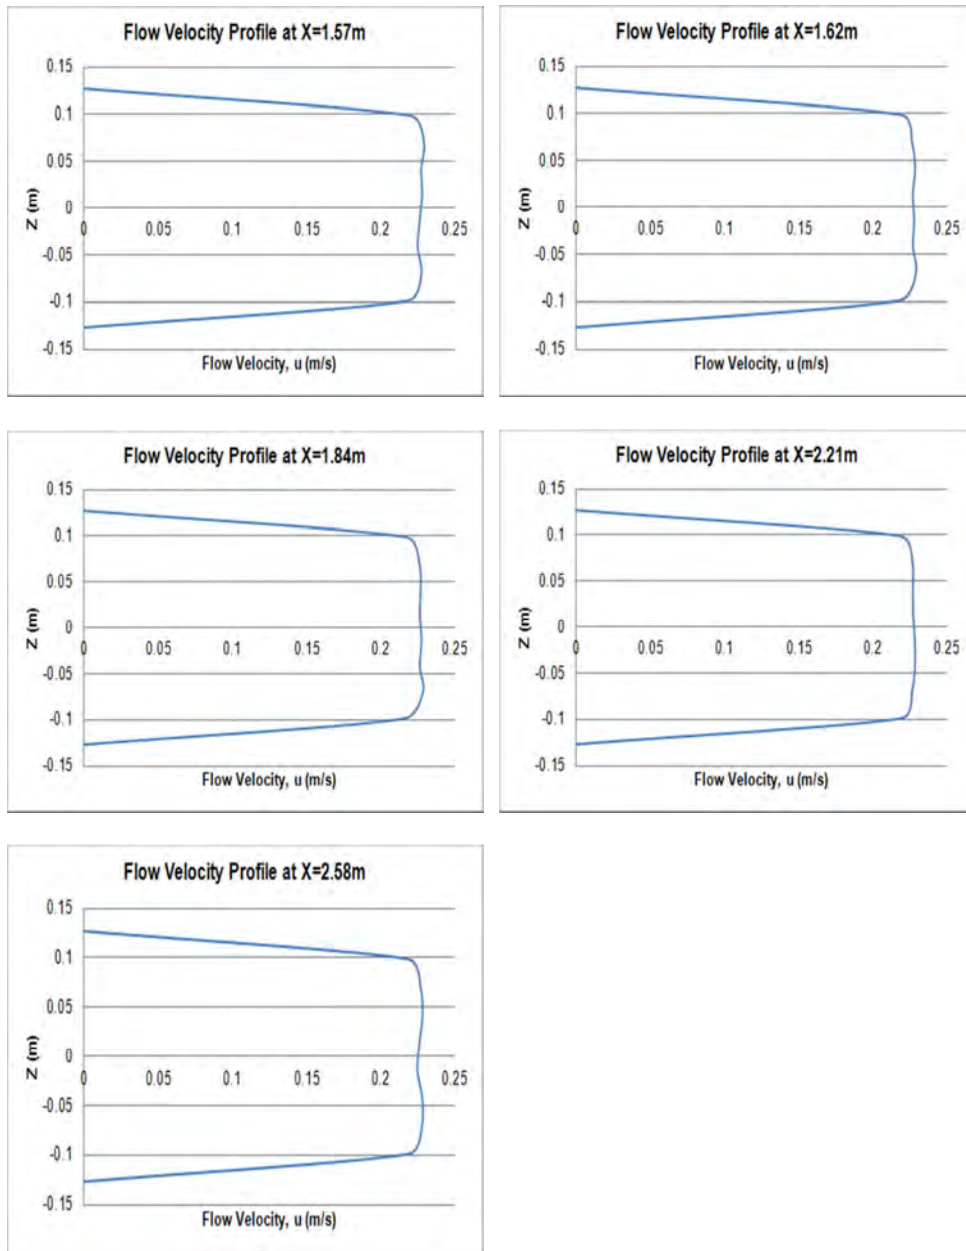 Flow Velocity Profile at X=1.57m
0.15
0.1
0.05
0
-0.05
-0.1
-0.15
0 0.05 0.1 0.15 0.2 0.25
Z (m)
Flow Velocity, u (m/s)
Flow Velocity Profile at X=1.62m
0.15
0.1
0.05
0
-0.05
-0.1
-0.15
0 0.05 0.1 0.15 0.2 0.25
Z (m)
Flow Velocity, u (m/s)
Flow Velocity Profile at X=1.84m
0.15
0.1
0.05
0
-0.05
-0.1
-0.15
0 0.05 0.1 0.15 0.2 0.25
Z (m)
Flow Velocity, u (m/s)
Flow Velocity Profile at X=2.21m
0.15
0.1
0.05
0
-0.05
-0.1
-0.15
0 0.05 0.1 0.15 0.2 0.25
Z (m)
Flow Velocity, u (m/s)
Flow Velocity Profile at X=2.58m
0.15
0.1
0.05
0
-0.05
-0.1
-0.15
0 0.05 0.1 0.15 0.2 0.25
Z (m)
Flow Velocity, u (m/s)